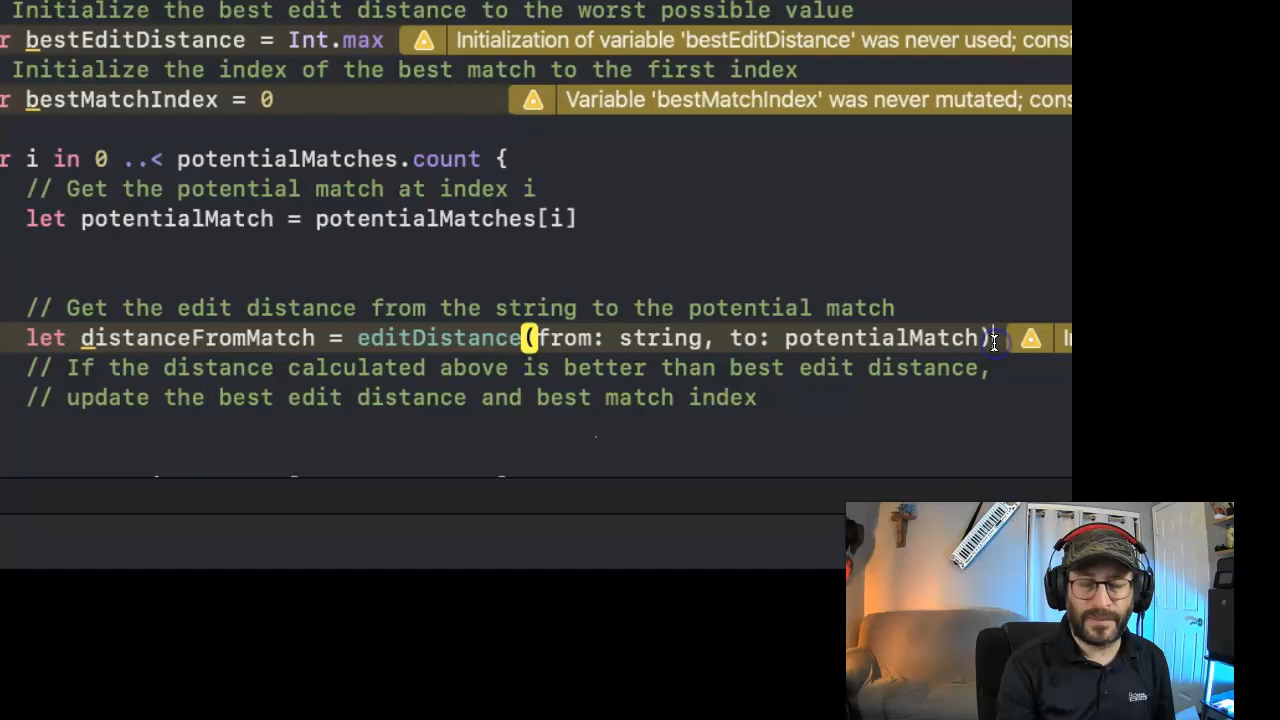 Initialize the best edit distance to the worst possible value
r bestEditDistance = Int.max Initialization of variable 'bestEditDistance' was never used; consi
Initialize the index of the best match to the first index
r bestMatchIndex = 0 Variable 'bestMatchIndex' was never mutated; cons
r i in 0 ..< potentialMatches.count {
// Get the potential match at index i
let potentialMatch = potentialMatches[i]
// Get the edit distance from the string to the potential match
let distanceFromMatch = editDistance(from: string, to: potentialMatch) I
// If the distance calculated above is better than best edit distance,
// update the best edit distance and best match index